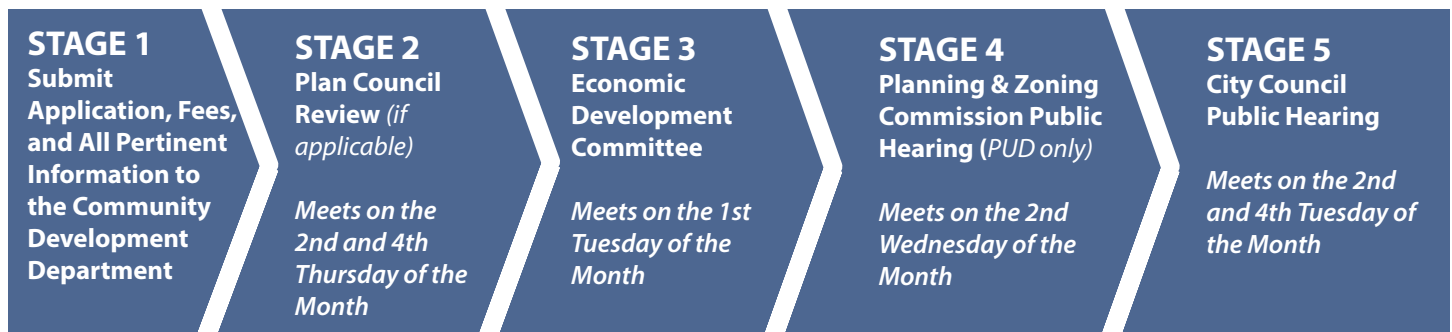 STAGE 1
Submit
Application, Fees,
and All Pertinent
Information to
the Community
Development
Department
STAGE 2
Plan Council
Review (if
applicable)
Meets on the
2nd and 4th
Thursday of the
Month
STAGE 3
Economic
Development
Committee
Meets on the 1st
Tuesday of the
Month
STAGE 4
Planning & Zoning
Commission Public
Hearing (PUD only)
Meets on the 2nd
Wednesday of the
Month
STAGE 5
City Council
Public Hearing
Meets on the 2nd
and 4th Tuesday of
the Month